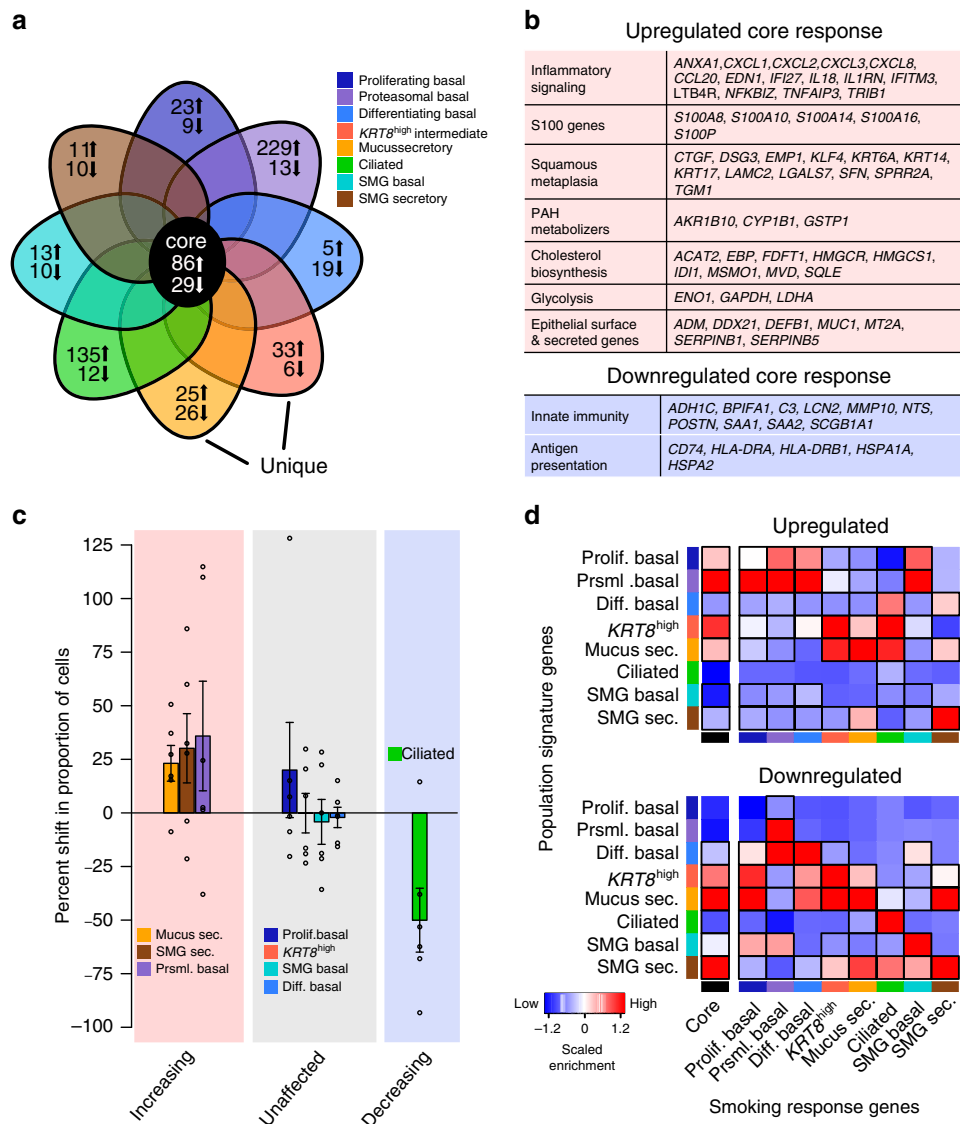 a
23↑
9↓
229↑
13↓
5↑
19↓
33↑
6↓
25↑
26↓
135↑
12↓
13↑
10↓
11↑
10↓
core
86↑
29↓
Unique
Proliferating basal
Proteasomal basal
Differentiating basal
KRT8high intermediate
Mucussecretory
Ciliated
SMG basal
SMG secretory
b
Upregulated core response
Inflammatory
signaling
ANXA1,CXCL1,CXCL2,CXCL3,CXCL8,
CCL20, EDN1, IFI27, IL18, IL1RN, IFITM3,
LTB4R, NFKBIZ, TNFAIP3, TRIB1
S100 genes
S100A8, S100A10, S100A14, S100A16,
S100P
Squamous
metaplasia
CTGF, DSG3, EMP1, KLF4, KRT6A, KRT14,
KRT17, LAMC2, LGALS7, SFN, SPRR2A,
TGM1
PAH
metabolizers
AKR1B10, CYP1B1, GSTP1
Cholesterol
biosynthesis
ACAT2, EBP, FDFT1, HMGCR, HMGCS1,
IDI1, MSMO1, MVD, SQLE
Glycolysis
ENO1, GAPDH, LDHA
Epithelial surface
& secreted genes
ADM, DDX21, DEFB1, MUC1, MT2A,
SERPINB1, SERPINB5
Downregulated core response
Innate immunity
ADH1C, BPIFA1, C3, LCN2, MMP10, NTS,
POSTN, SAA1, SAA2, SCGB1A1
Antigen
presentation
CD74, HLA-DRA, HLA-DRB1, HSPA1A,
HSPA2
c
Percent shift in proportion of cells
125
100
75
50
25
0
−25
−50
−75
−100
Mucus sec.
SMG sec.
Prsml. basal
Prolif.basal
KRT8high
SMG basal
Diff. basal
Ciliated
Increasing
Unaffected
Decreasing
d
Upregulated
Population signature genes
Prolif. basal
Prsml .basal
Diff. basal
KRT8high
Mucus sec.
Ciliated
SMG basal
SMG sec.
Downregulated
Prolif. basal
Prsml. basal
Diff. basal
KRT8high
Mucus sec.
Ciliated
SMG basal
SMG sec.
Low
High
−1.2
1.2
Scaled
enrichment
Core
Prolif. basal
Prsml. basal
Diff. basal
KRT8high
Mucus sec.
Ciliated
SMG basal
SMG sec.
Smoking response genes